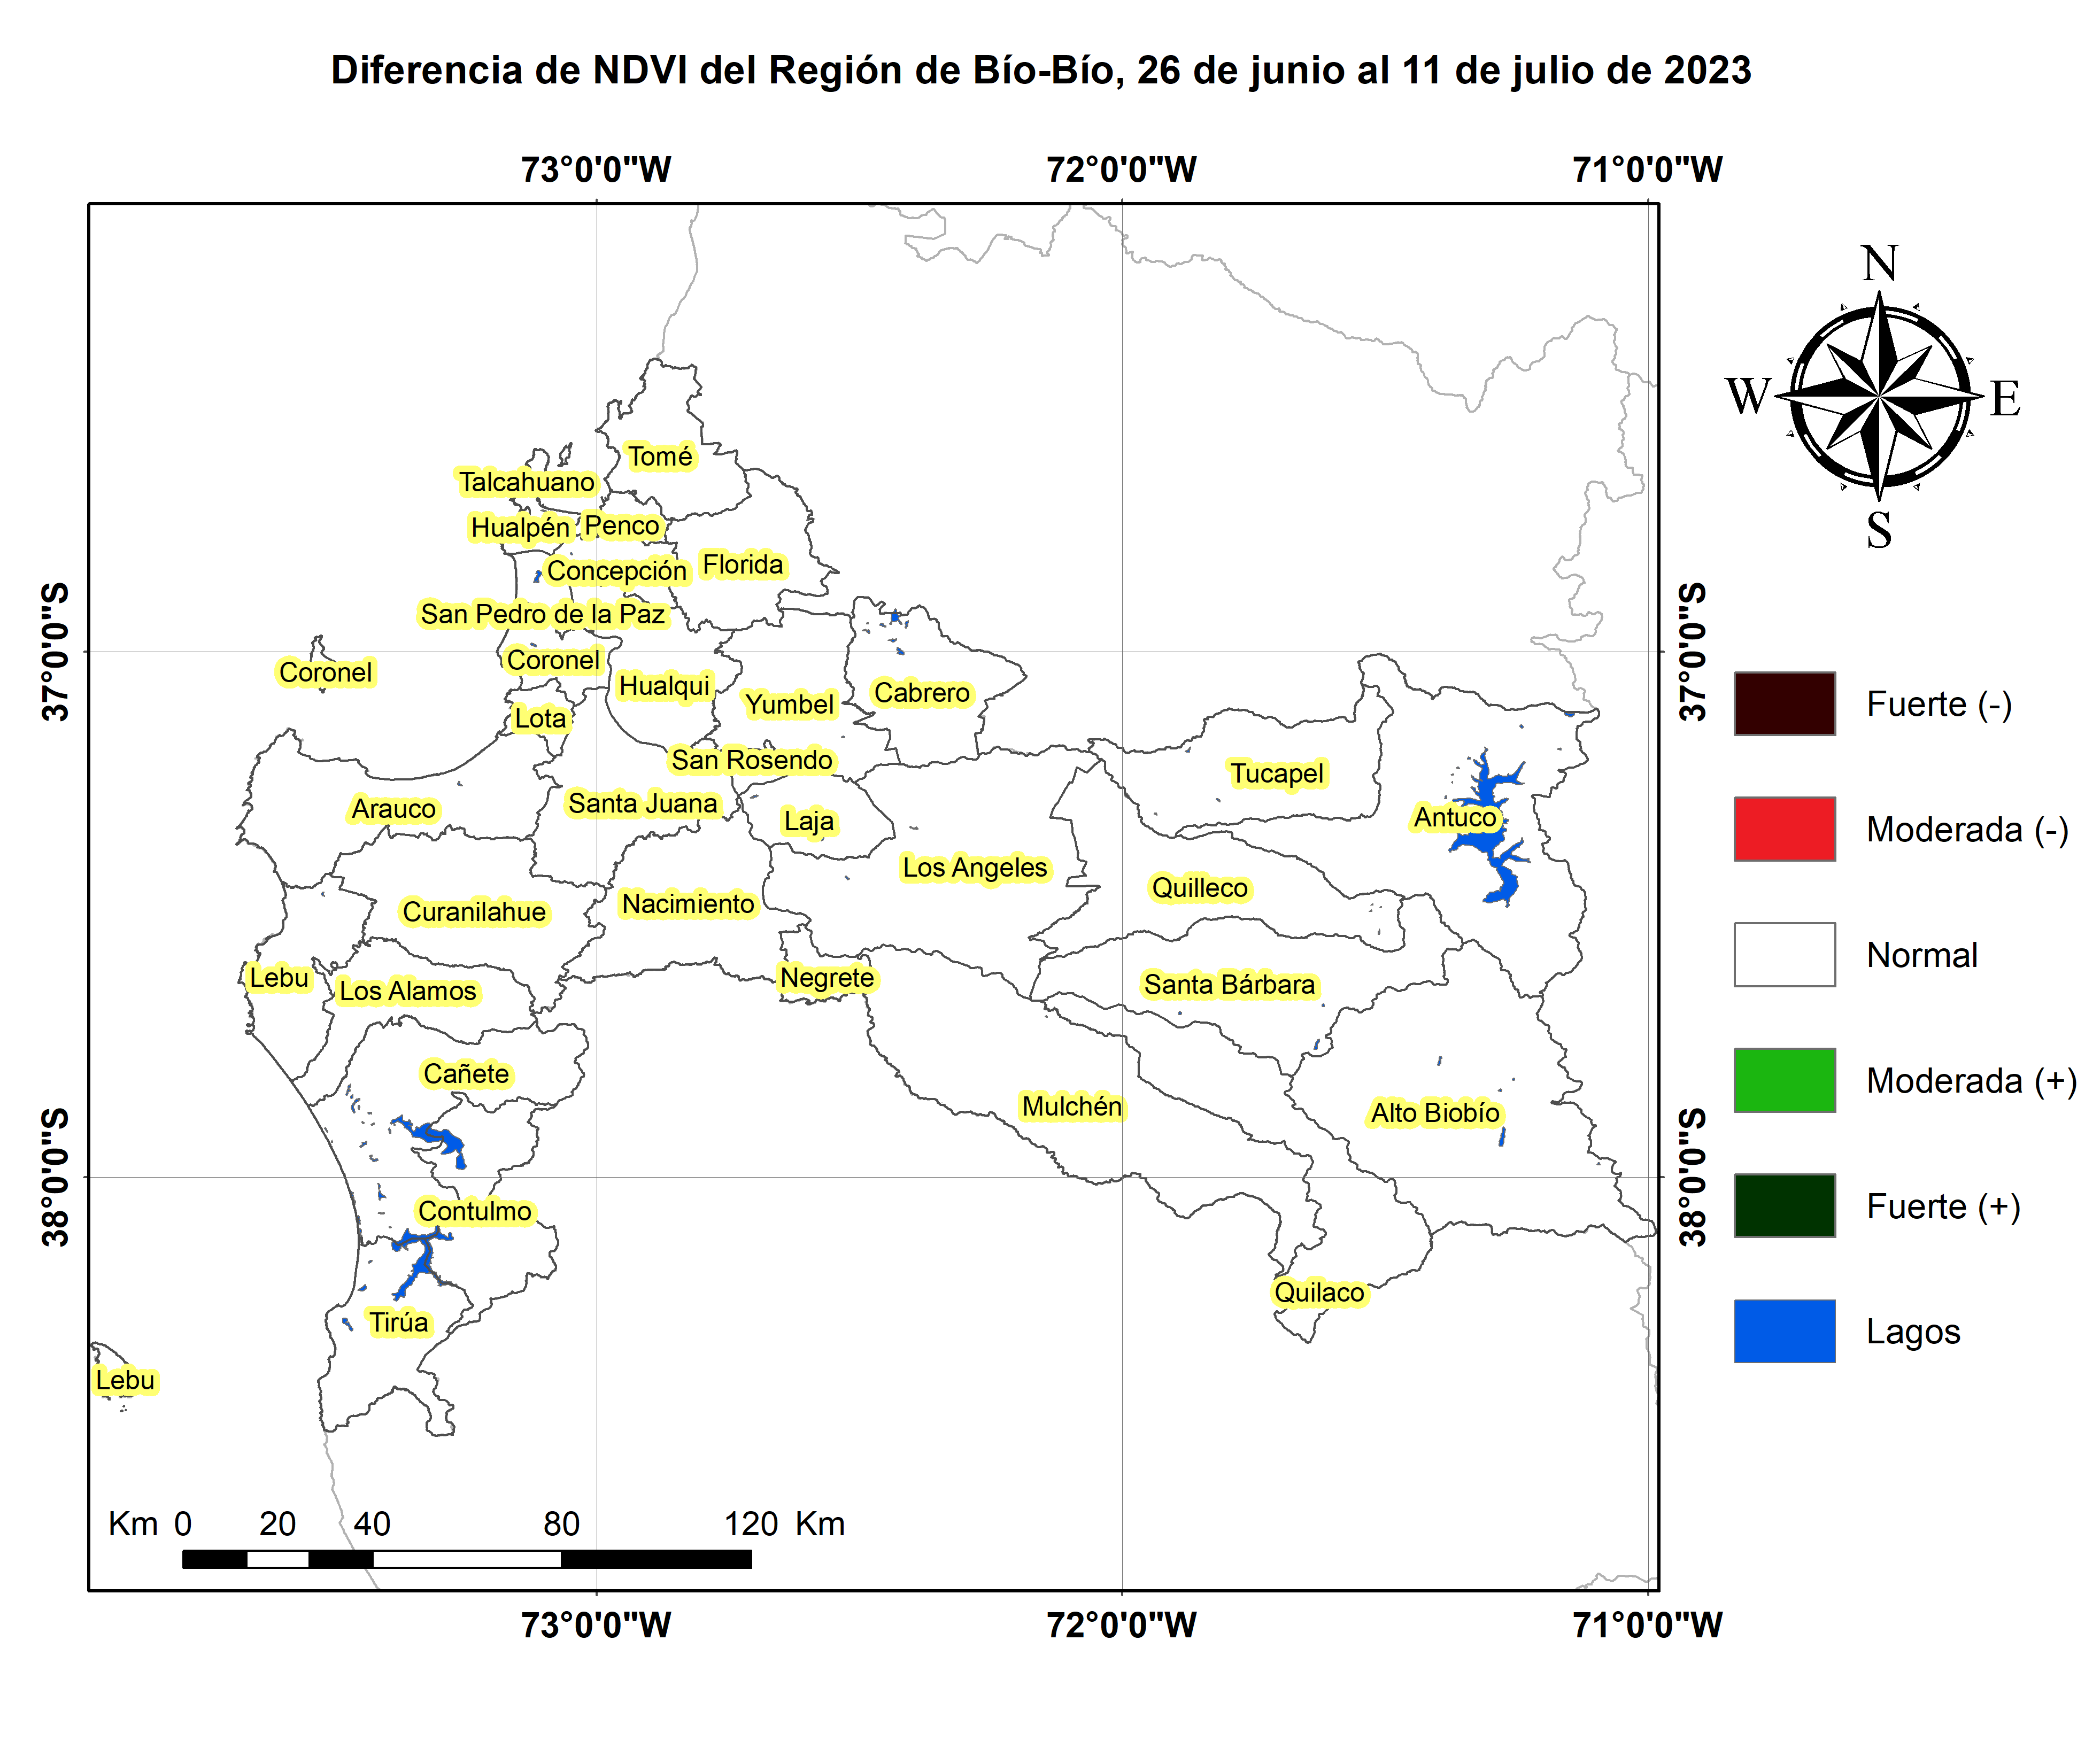 Diferencia de NDVI del Región de Bío-Bío, 26 de junio al 11 de julio de 2023
73°0'0"W 72°0'0"W 71°0'0"W
N
W E
S
37°0'0"S
37°0'0"S
38°0'0"S
38°0'0"S
Tomé
Talcahuano
Hualpén
Penco
Concepción
Florida
San Pedro de la Paz
Coronel
Coronel
Hualqui
Cabrero
Yumbel
Lota
San Rosendo
Tucapel
Arauco
Santa Juana
Laja
Antuco
Los Angeles
Quilleco
Curanilahue
Nacimiento
Lebu
Los Alamos
Negrete
Santa Bárbara
Cañete
Mulchén
Alto Biobío
Contulmo
Quilaco
Tirúa
Lebu
Fuerte (-)
Moderada (-)
Normal
Moderada (+)
Fuerte (+)
Lagos
Km 0 20 40 80 120 Km
73°0'0"W 72°0'0"W 71°0'0"W